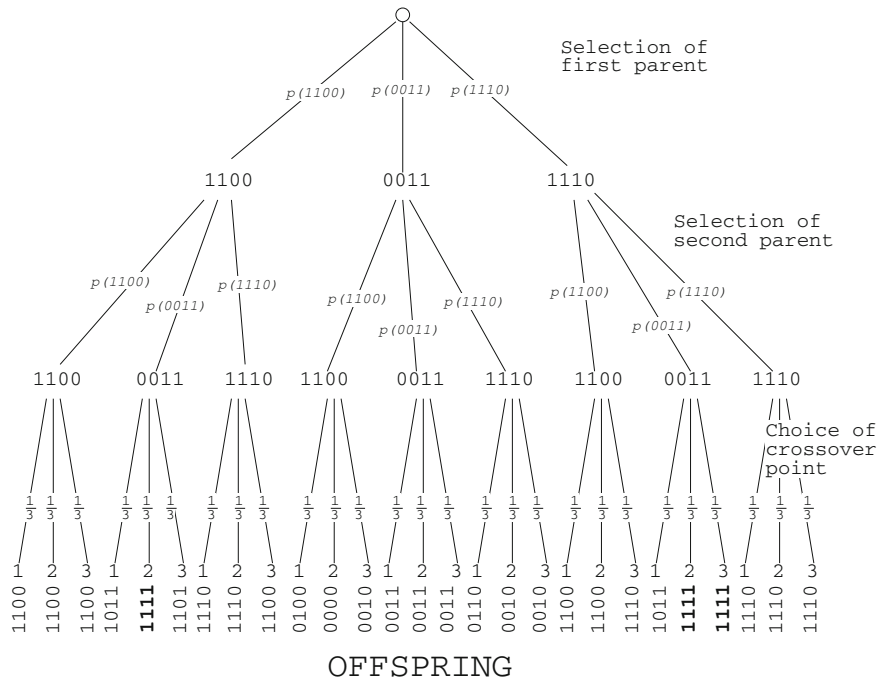 Selection of
first parent
p(1100) p(0011) p(1110)
1100 0011 1110
Selection of
second parent
p(1100) p(0011) p(1110) p(1100) p(0011) p(1110) p(1100) p(0011) p(1110)
1100 0011 1110 1100 0011 1110 1100 0011 1110
Choice of
crossover
point
1/3 1/3 1/3 1/3 1/3 1/3 1/3 1/3 1/3 1/3 1/3 1/3 1/3 1/3 1/3 1/3 1/3 1/3 1/3 1/3 1/3 1/3 1/3 1/3 1/3 1/3 1/3
1 2 3 1 2 3 1 2 3 1 2 3 1 2 3 1 2 3 1 2 3 1 2 3 1 2 3
1100 1100 1100 1011 1111 1101 1110 1110 1100 0100 0000 0010 0011 0011 0011 0110 0010 0010 1100 1100 1110 1011 1111 1111 1110 1110 1110
OFFSPRING